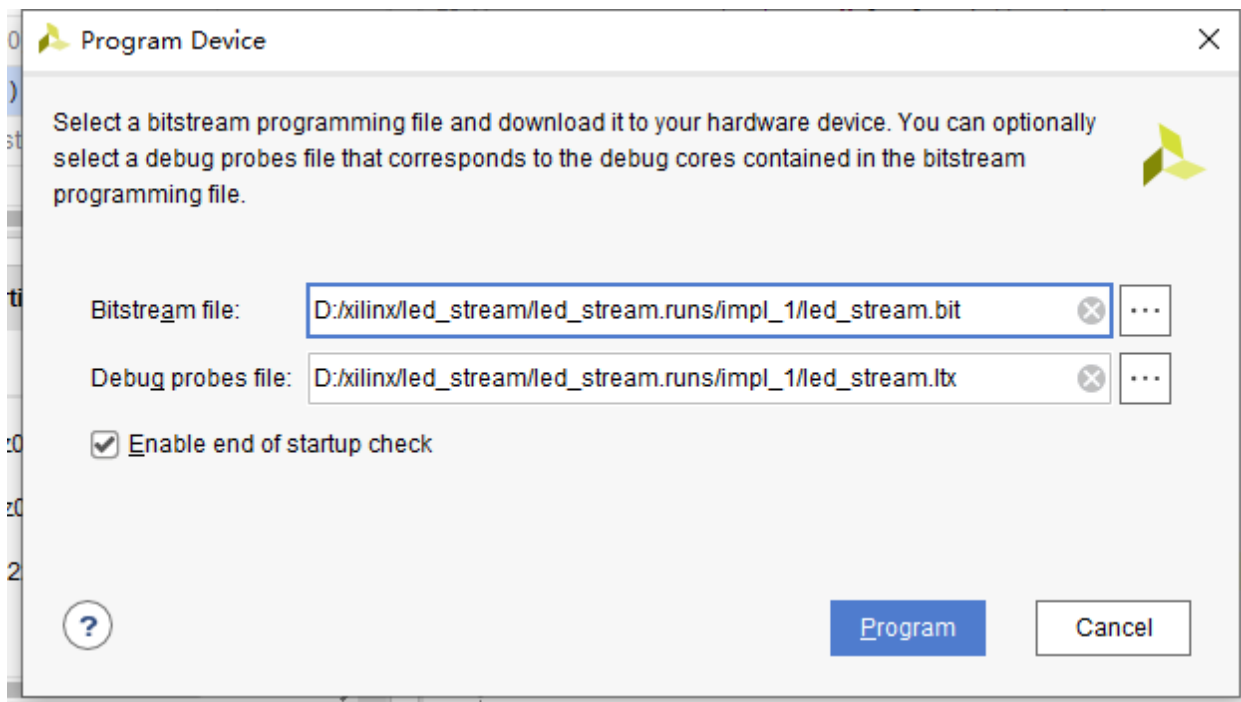 Program Device
Select a bitstream programming file and download it to your hardware device. You can optionally
select a debug probes file that corresponds to the debug cores contained in the bitstream
programming file.
Bitstream file: D:/xilinx/led_stream/led_stream.runs/impl_1/led_stream.bit ...
Debug probes file: D:/xilinx/led_stream/led_stream.runs/impl_1/led_stream.ltx ...
Enable end of startup check
? Program Cancel